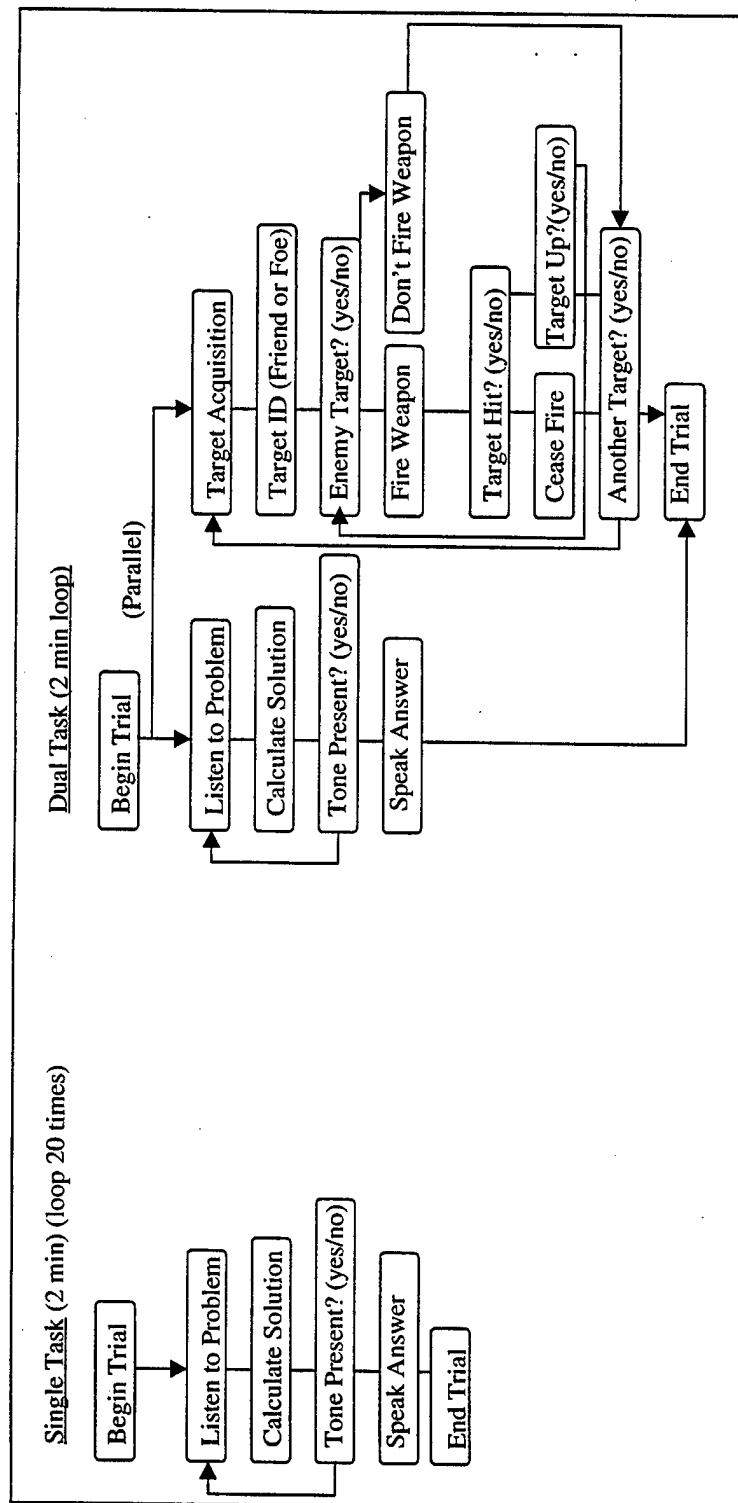 Single Task (2 min) (loop 20 times)
Begin Trial
Listen to Problem
Calculate Solution
Tone Present? (yes/no)
Speak Answer
End Trial
Dual Task (2 min loop)
Begin Trial
(Parallel)
Listen to Problem
Calculate Solution
Tone Present? (yes/no)
Speak Answer
Target Acquisition
Target ID (Friend or Foe)
Enemy Target? (yes/no)
Fire Weapon
Don't Fire Weapon
Target Hit? (yes/no)
Cease Fire
Target Up?(yes/no)
Another Target? (yes/no)
End Trial